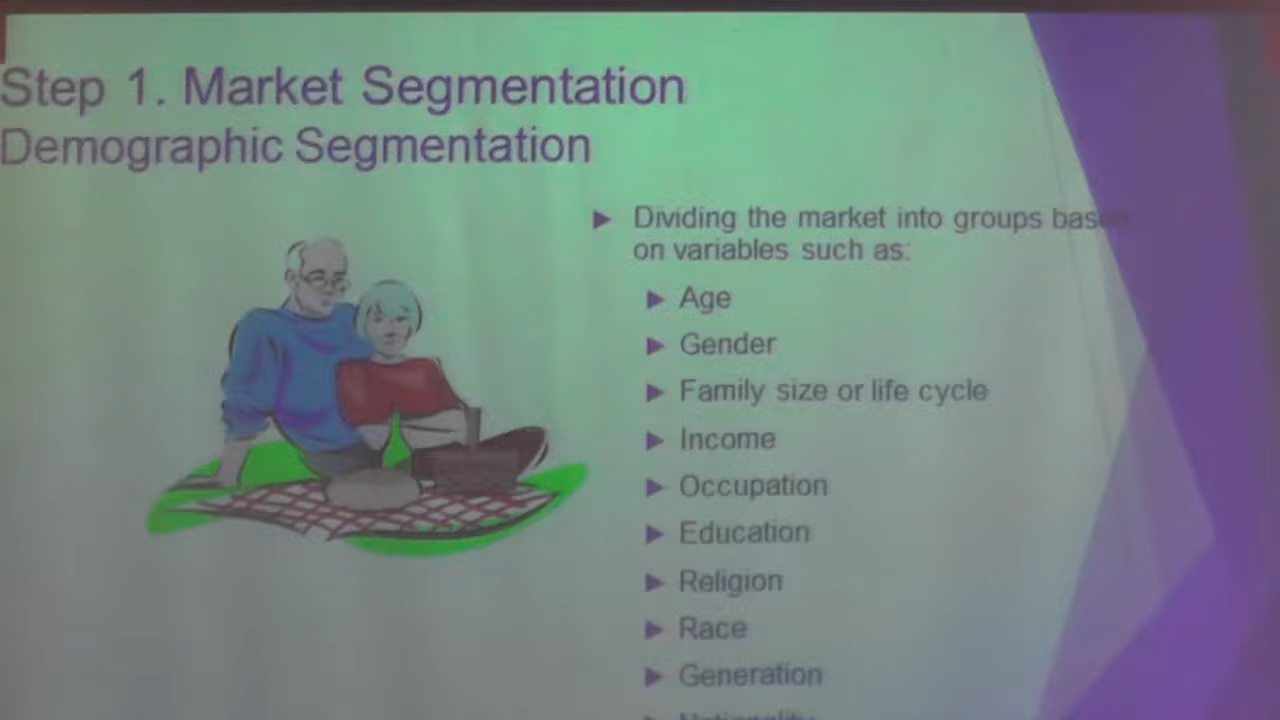 Step 1. Market Segmentation
Demographic Segmentation
► Dividing the market into groups based
on variables such as:
► Age
► Gender
► Family size or life cycle
► Income
► Occupation
► Education
► Religion
► Race
► Generation